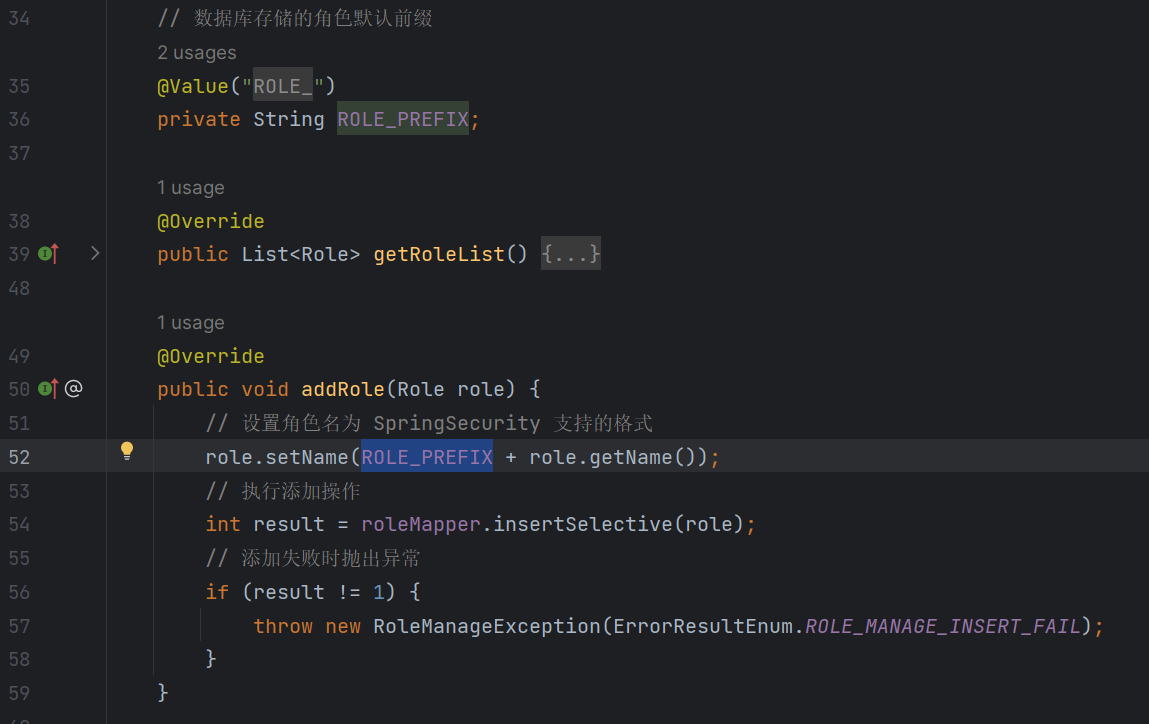 34 // 数据库存储的角色默认前缀
2 usages
35 @Value("ROLE_")
36 private String ROLE_PREFIX;
37
1 usage
38 @Override
39 public List<Role> getRoleList() {...}
48
1 usage
49 @Override
50 public void addRole(Role role) {
51 // 设置角色名为 SpringSecurity 支持的格式
52 role.setName(ROLE_PREFIX + role.getName());
53 // 执行添加操作
54 int result = roleMapper.insertSelective(role);
55 // 添加失败时抛出异常
56 if (result != 1) {
57 throw new RoleManageException(ErrorResultEnum.ROLE_MANAGE_INSERT_FAIL);
58 }
59 }